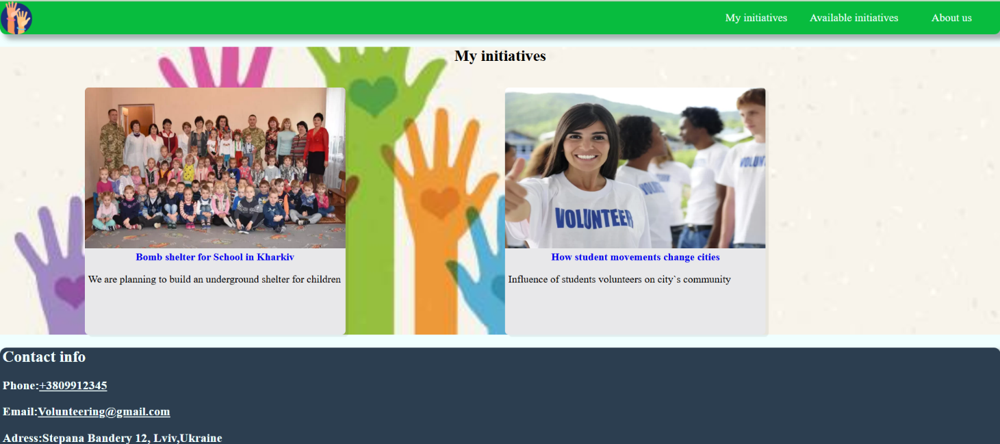 My initiatives Available initiatives About us
My initiatives
VOLUNTEER
Bomb shelter for School in Kharkiv
We are planning to build an underground shelter for children
How student movements change cities
Influence of students volunteers on city`s community
Contact info
Phone:+3809912345
Email:Volunteering@gmail.com
Adress:Stepana Bandery 12, Lviv,Ukraine